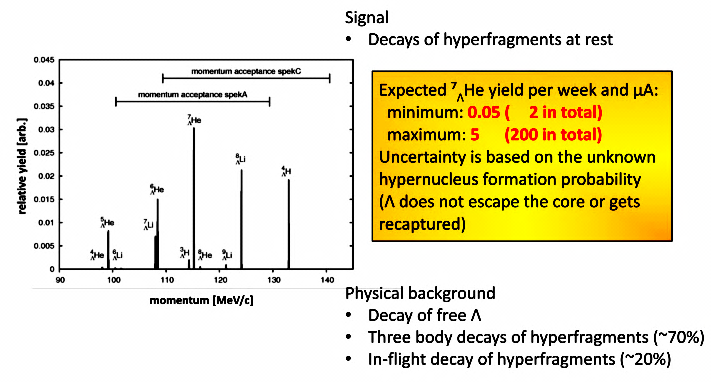 Signal
• Decays of hyperfragments at rest
0.045
0.04
0.035
0.03
0.025
0.02
0.015
0.01
0.005
0
relative yield [arb.]
momentum acceptance spekC
momentum acceptance spekA
⁷ΛHe
⁸ΛLi
⁴ΛH
⁶ΛHe
⁷ΛLi
⁵ΛHe
⁴ΛHe
⁶ΛLi
³ΛH
⁸ΛHe
⁹ΛLi
90 100 110 120 130 140
momentum [MeV/c]
Expected ⁷ΛHe yield per week and μA:
minimum: 0.05 ( 2 in total)
maximum: 5 (200 in total)
Uncertainty is based on the unknown
hypernucleus formation probability
(Λ does not escape the core or gets
recaptured)
Physical background
• Decay of free Λ
• Three body decays of hyperfragments (~70%)
• In-flight decay of hyperfragments (~20%)